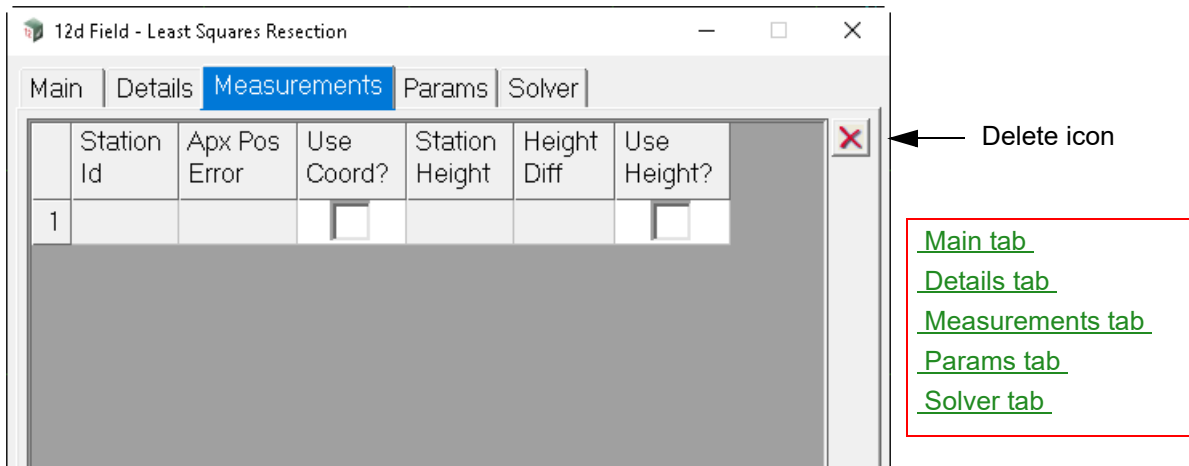 12d Field - Least Squares Resection
Main Details Measurements Params Solver
Station Id Apx Pos Error Use Coord? Station Height Height Diff Use Height?
1
Delete icon
Main tab
Details tab
Measurements tab
Params tab
Solver tab